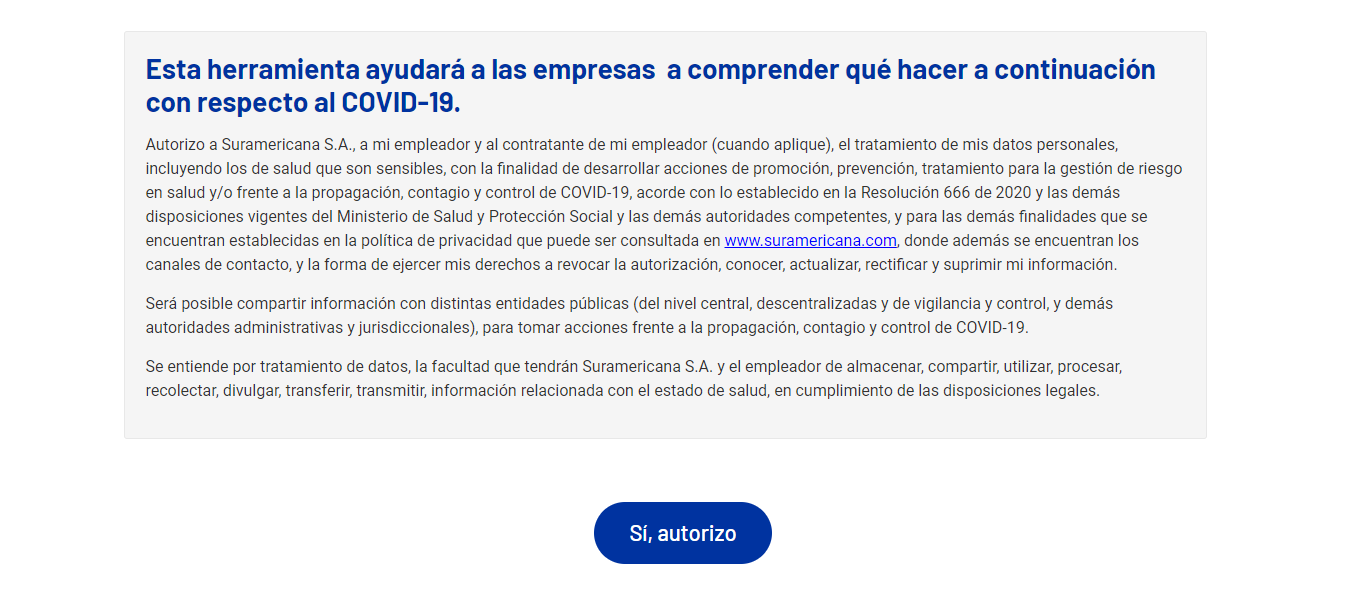 Esta herramienta ayudará a las empresas  a comprender qué hacer a continuación
con respecto al COVID-19.
Autorizo a Suramericana S.A., a mi empleador y al contratante de mi empleador (cuando aplique), el tratamiento de mis datos personales,
incluyendo los de salud que son sensibles, con la finalidad de desarrollar acciones de promoción, prevención, tratamiento para la gestión de riesgo
en salud y/o frente a la propagación, contagio y control de COVID-19, acorde con lo establecido en la Resolución 666 de 2020 y las demás
disposiciones vigentes del Ministerio de Salud y Protección Social y las demás autoridades competentes, y para las demás finalidades que se
encuentran establecidas en la política de privacidad que puede ser consultada en www.suramericana.com, donde además se encuentran los
canales de contacto, y la forma de ejercer mis derechos a revocar la autorización, conocer, actualizar, rectificar y suprimir mi información.
Será posible compartir información con distintas entidades públicas (del nivel central, descentralizadas y de vigilancia y control, y demás
autoridades administrativas y jurisdiccionales), para tomar acciones frente a la propagación, contagio y control de COVID-19.
Se entiende por tratamiento de datos, la facultad que tendrán Suramericana S.A. y el empleador de almacenar, compartir, utilizar, procesar,
recolectar, divulgar, transferir, transmitir, información relacionada con el estado de salud, en cumplimiento de las disposiciones legales.
Sí, autorizo